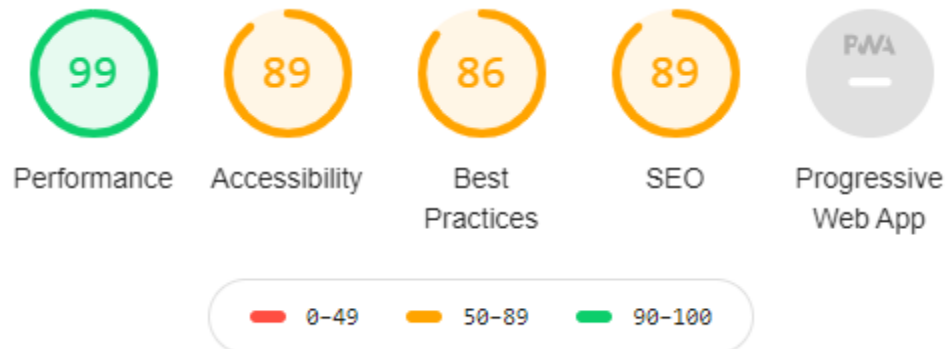 99 89 86 89 PWA
Performance Accessibility Best Practices SEO Progressive Web App
0–49 50–89 90–100